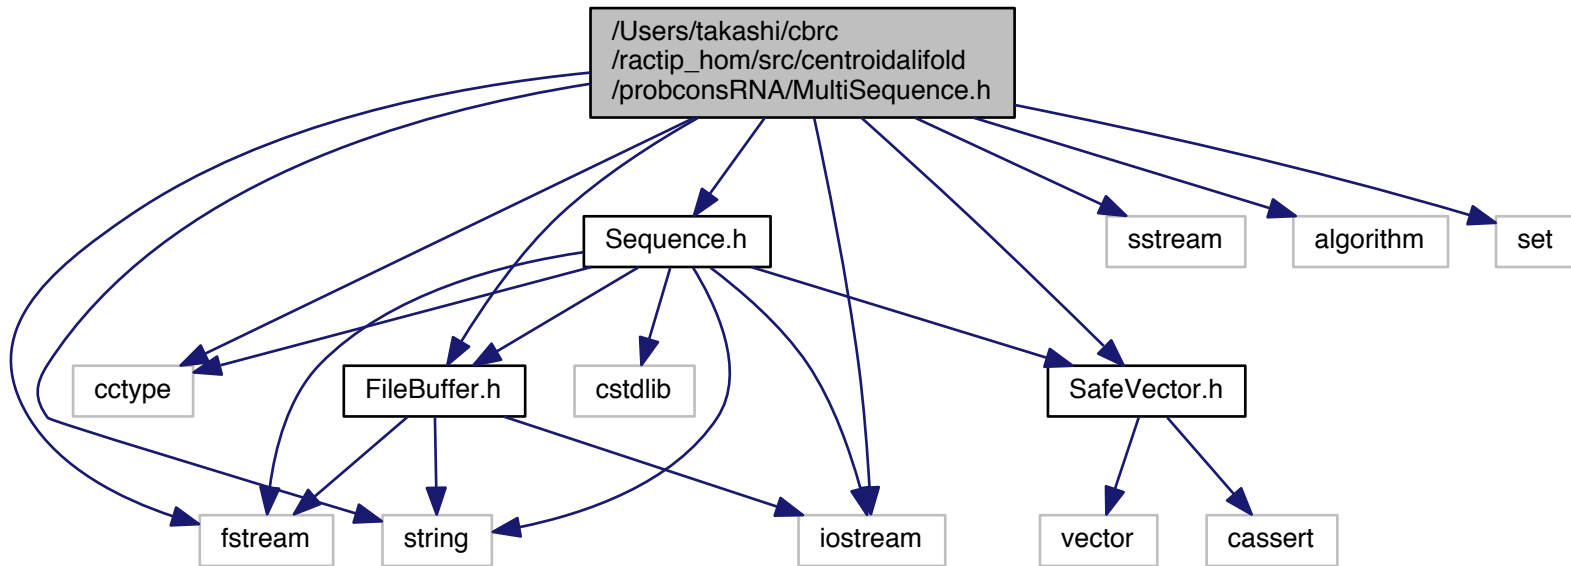 /Users/takashi/cbrc
/ractip_hom/src/centroidalifold
/probconsRNA/MultiSequence.h
Sequence.h
sstream
algorithm
set
cctype
FileBuffer.h
cstdlib
SafeVector.h
fstream
string
iostream
vector
cassert